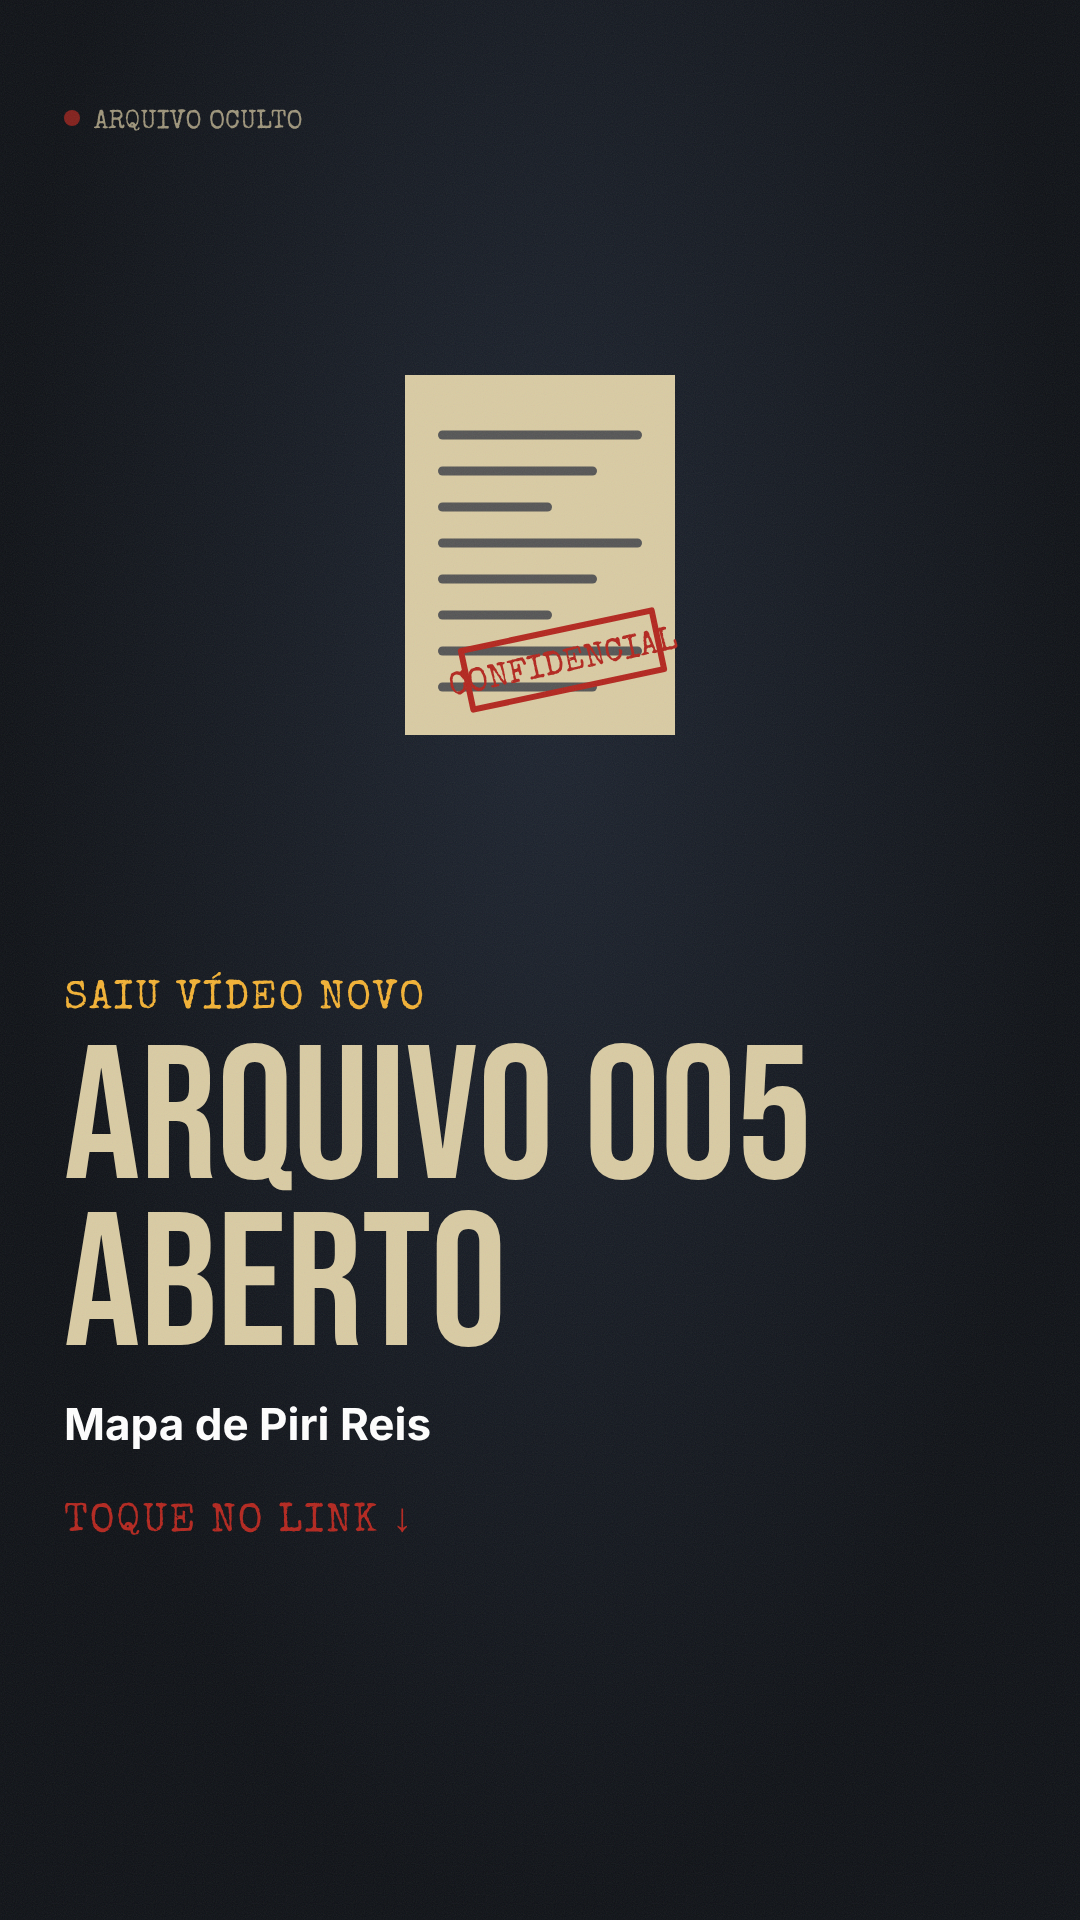 ARQUIVO OCULTO
CONFIDENCIAL
SAIU VÍDEO NOVO
ARQUIVO 005
ABERTO
Mapa de Piri Reis
TOQUE NO LINK ↓